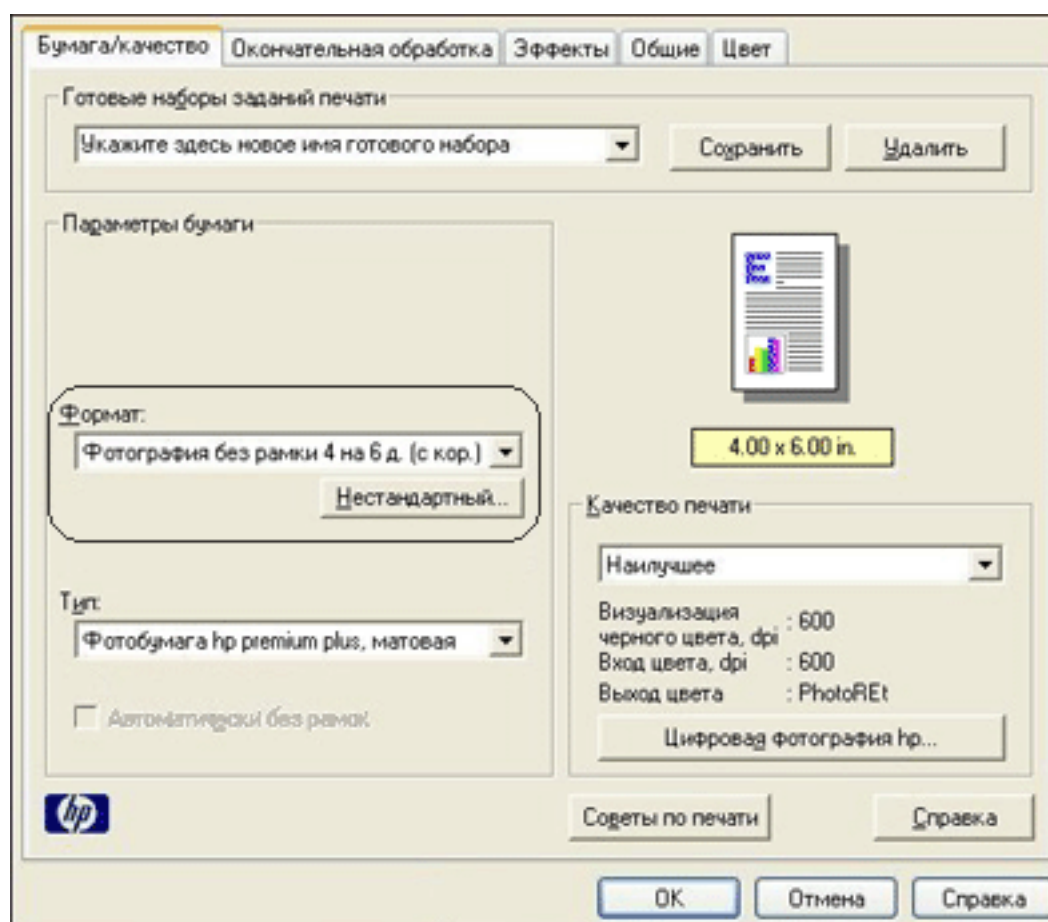 Бумага/качество Окончательная обработка Эффекты Общие Цвет
Готовые наборы заданий печати
Укажите здесь новое имя готового набора Сохранить Удалить
Параметры бумаги
Формат:
Фотография без рамки 4 на 6 д. (с кор.)
Нестандартный...
Тип:
Фотобумага hp premium plus, матовая
Автоматически без рамок
4.00 x 6.00 in.
Качество печати
Наилучшее
Визуализация
черного цвета, dpi : 600
Вход цвета, dpi : 600
Выход цвета : PhotoREt
Цифровая фотография hp...
hp
Советы по печати Справка
OK Отмена Справка